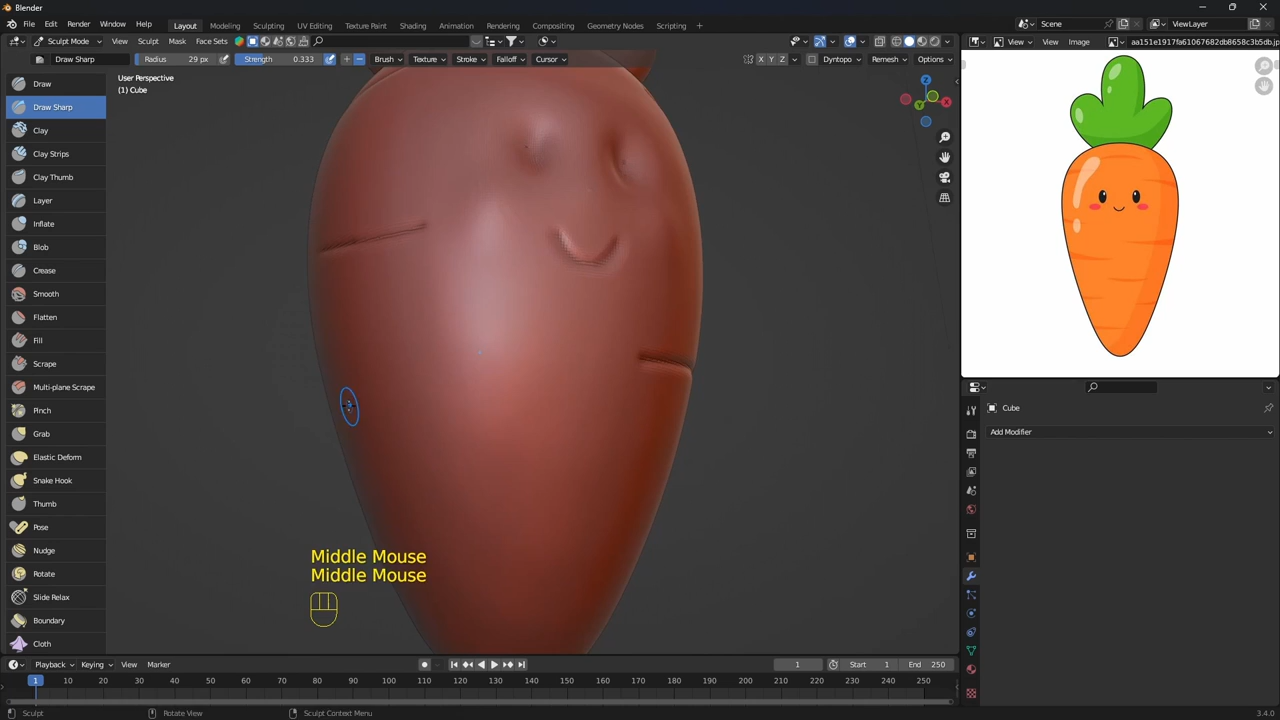 Blender
File Edit Render Window Help
Layout Modeling Sculpting UV Editing Texture Paint Shading Animation Rendering Compositing Geometry Nodes Scripting +
Scene
ViewLayer
Sculpt Mode View Sculpt Mask Face Sets
View View Image aa151e1917fa61067682db8658c3b5db.jp
Draw Sharp Radius 29 px Strength 0.333 Brush Texture Stroke Falloff Cursor X Y Z Dyntopo Remesh Options
User Perspective
(1) Cube
Z
X
Y
Draw
Draw Sharp
Clay
Clay Strips
Clay Thumb
Layer
Inflate
Blob
Crease
Smooth
Flatten
Fill
Scrape
Multi-plane Scrape
Pinch
Grab
Elastic Deform
Snake Hook
Thumb
Pose
Nudge
Rotate
Slide Relax
Boundary
Cloth
Middle Mouse
Middle Mouse
Cube
Add Modifier
Playback Keying View Marker 1 Start 1 End 250
1 10 20 30 40 50 60 70 80 90 100 110 120 130 140 150 160 170 180 190 200 210 220 230 240 250
Sculpt Rotate View Sculpt Context Menu 3.4.0